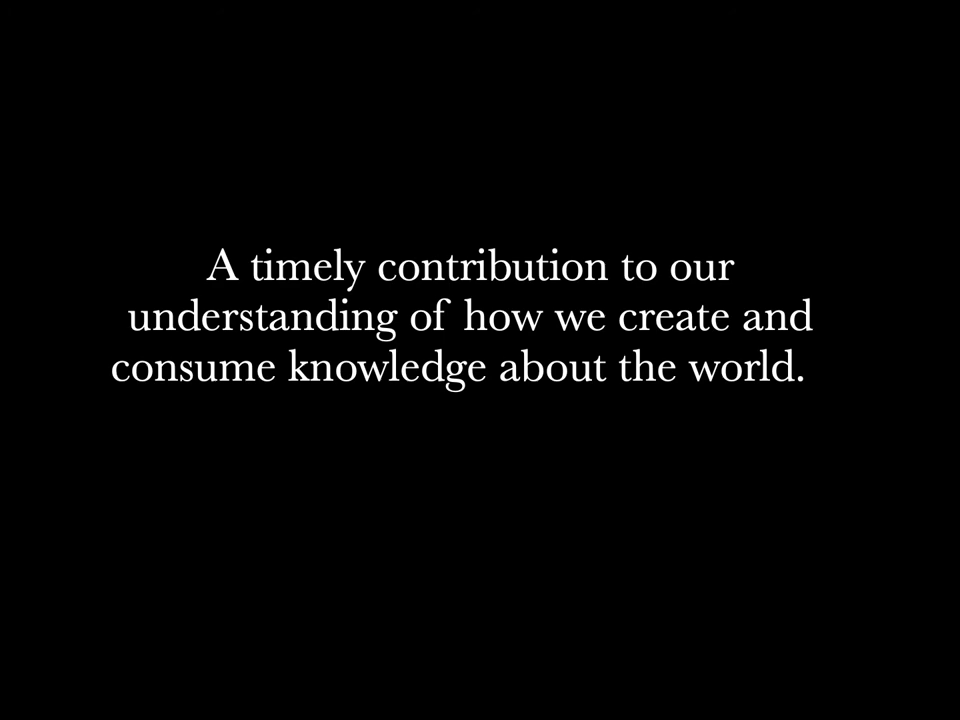 A timely contribution to our
understanding of how we create and
consume knowledge about the world.